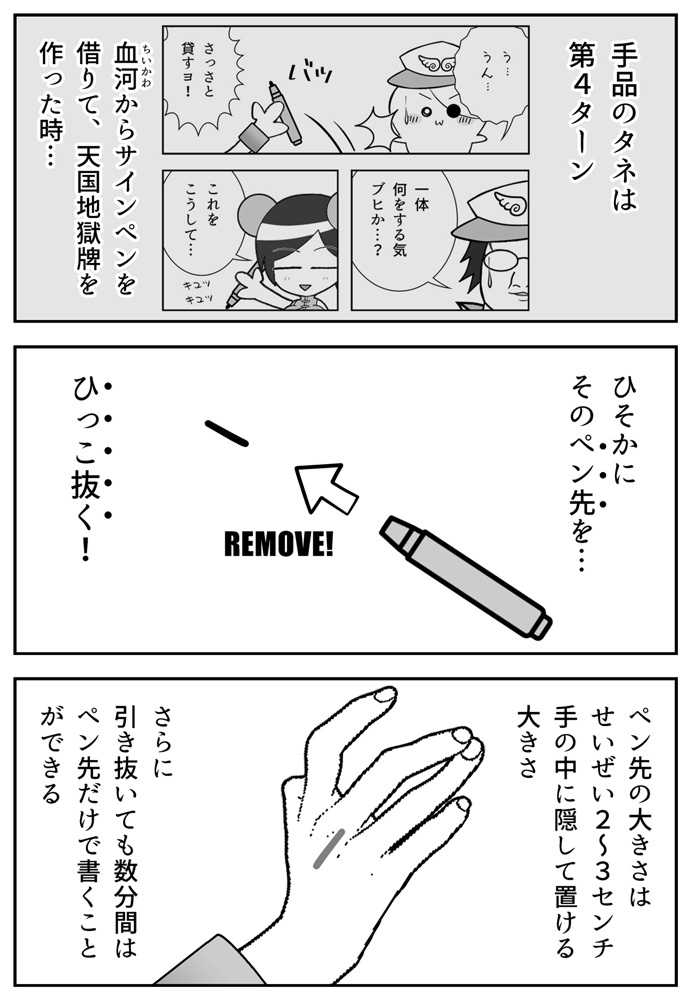 手品のタネは
第4ターン
う…
うん…
バッ
さっさと
貸すヨ！
一体
何をする気
ブヒか…？
これを
こうして…
キュッ
キュッ
血河からサインペンを
ちいかわ
借りて、天国地獄牌を
作った時…
ひそかに
そのペン先を…
REMOVE!
ひっこ抜く！
ペン先の大きさは
せいぜい2〜3センチ
手の中に隠して置ける
大きさ
さらに
引き抜いても数分間は
ペン先だけで書くこと
ができる